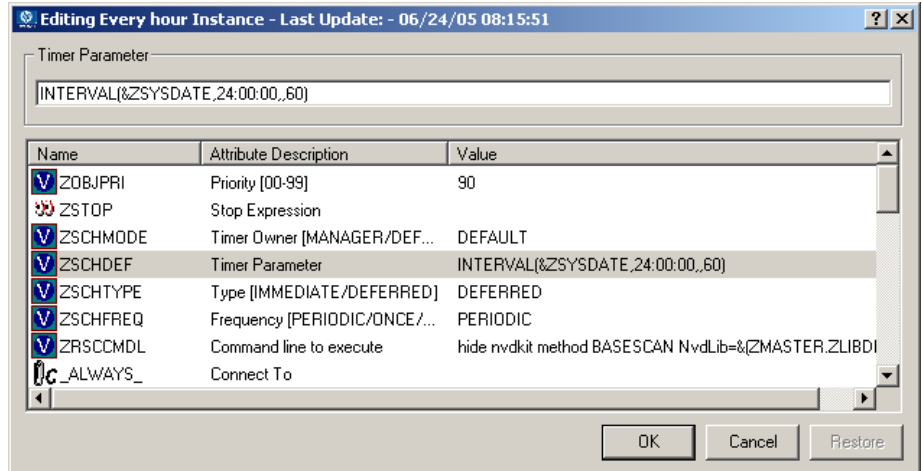 Editing Every hour Instance - Last Update: - 06/24/05 08:15:51
Timer Parameter
INTERVAL(&ZSYSDATE,24:00:00,,60)
Name Attribute Description Value
V ZOBJPRI Priority [00-99] 90
ZSTOP Stop Expression
V ZSCHMODE Timer Owner [MANAGER/DEF... DEFAULT
V ZSCHDEF Timer Parameter INTERVAL(&ZSYSDATE,24:00:00,,60)
V ZSCHTYPE Type [IMMEDIATE/DEFERRED] DEFERRED
V ZSCHFREQ Frequency [PERIODIC/ONCE/... PERIODIC
V ZRSCCMDL Command line to execute hide nvdkit method BASESCAN NvdLib=&(ZMASTER.ZLIBDI
_ALWAYS_ Connect To
OK Cancel Restore